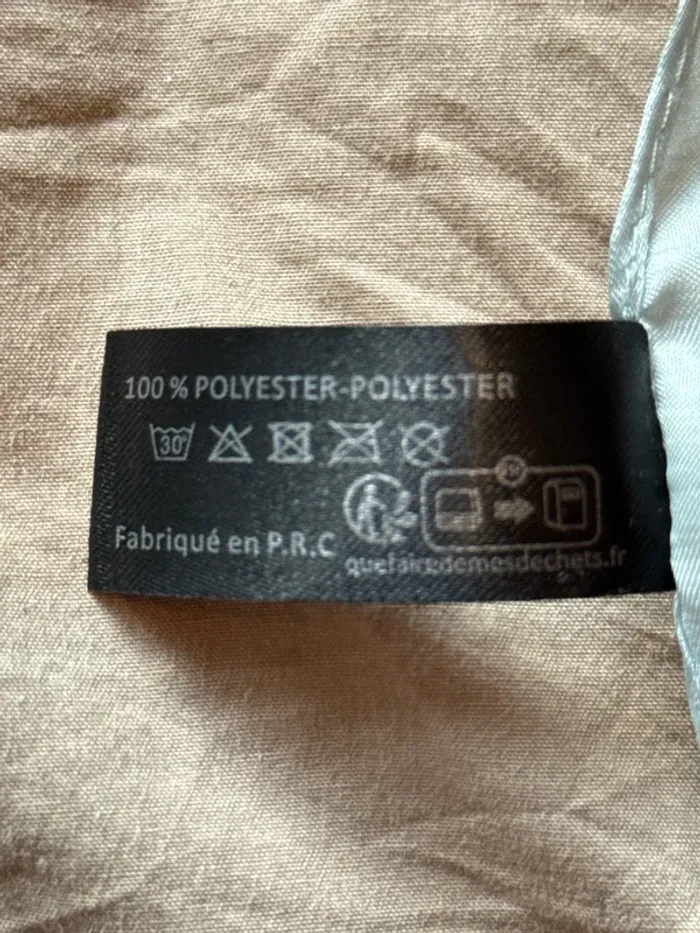 100 % POLYESTER-POLYESTER
30°
Fabriqué en P.R.C
quefairedemesdechets.fr